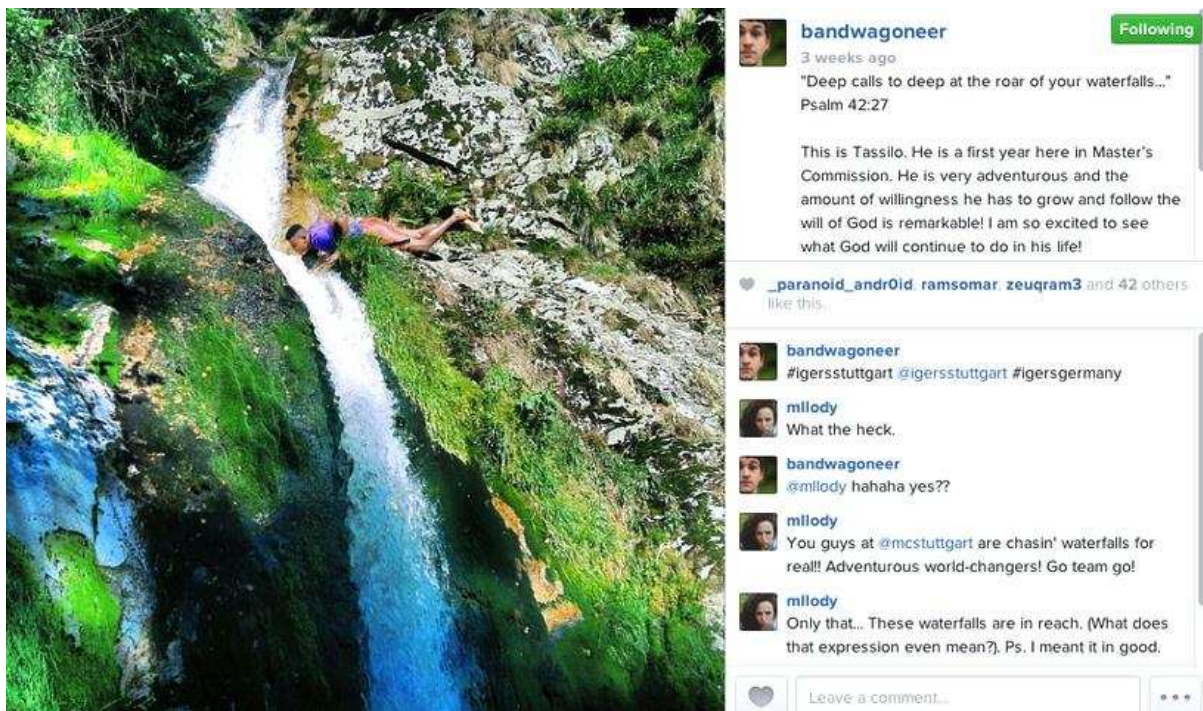 bandwagoneer
Following
3 weeks ago
"Deep calls to deep at the roar of your waterfalls..."
Psalm 42:27
This is Tassilo. He is a first year here in Master's
Commission. He is very adventurous and the
amount of willingness he has to grow and follow the
will of God is remarkable! I am so excited to see
what God will continue to do in his life!
_paranoid_andr0id, ramsomar, zeuqram3 and 42 others
like this.
bandwagoneer
#igersstuttgart @igersstuttgart #igersgermany
mllody
What the heck.
bandwagoneer
@mllody hahaha yes??
mllody
You guys at @mcstuttgart are chasin' waterfalls for
real!! Adventurous world-changers! Go team go!
mllody
Only that... These waterfalls are in reach. (What does
that expression even mean?). Ps. I meant it in good.
Leave a comment...